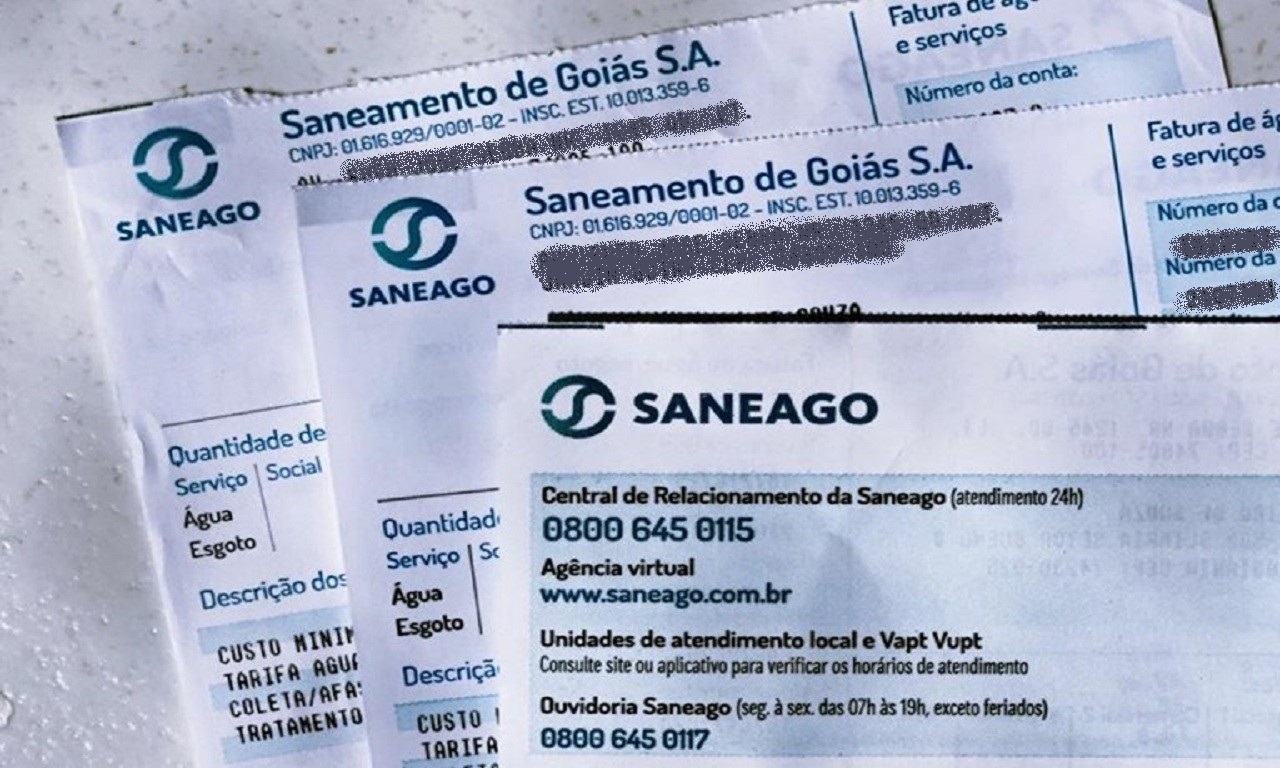 Saneamento de Goiás S.A.
CNPJ: 01.616.929/0001-02 - INSC. EST. 10.013.359-6
Fatura de
e serviços
Número da conta:
SANEAGO
Quantidade de
Serviço Social
Água
Esgoto
Descrição dos
CUSTO MINIM
TARIFA AGUA
COLETA/AFAS
TRATAMENTO
Saneamento de Goiás S.A.
CNPJ: 01.616.929/0001-02 - INSC. EST. 10.013.359-6
Fatura de ág
e serviços
Número da c
Número da
SANEAGO
Quantidad
Serviço Sc
Água
Esgoto
Descriçã
CUSTO
TARIFA
SANEAGO
Central de Relacionamento da Saneago (atendimento 24h)
0800 645 0115
Agência virtual
www.saneago.com.br
Unidades de atendimento local e Vapt Vupt
Consulte site ou aplicativo para verificar os horários de atendimento
Ouvidoria Saneago (seg. à sex. das 07h às 19h, exceto feriados)
0800 645 0117